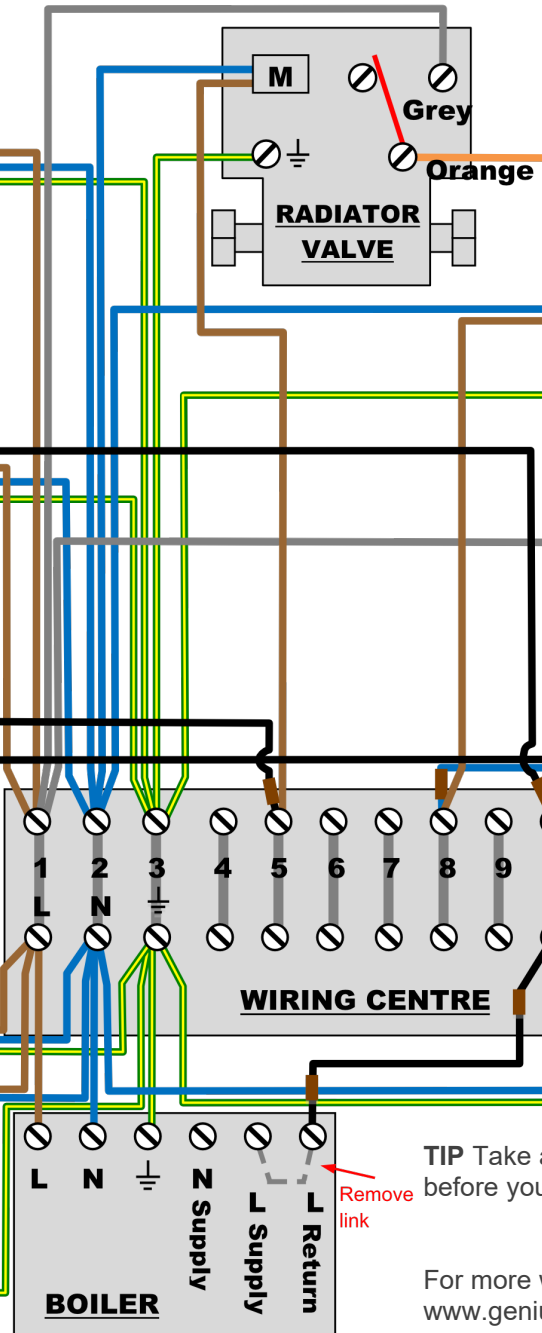 M
Grey
Orange
RADIATOR
VALVE
1 2 3 4 5 6 7 8 9
L N
WIRING CENTRE
L N N Supply L Supply L Return
Remove
link
BOILER
TIP Take a
before you
For more
www.geniu